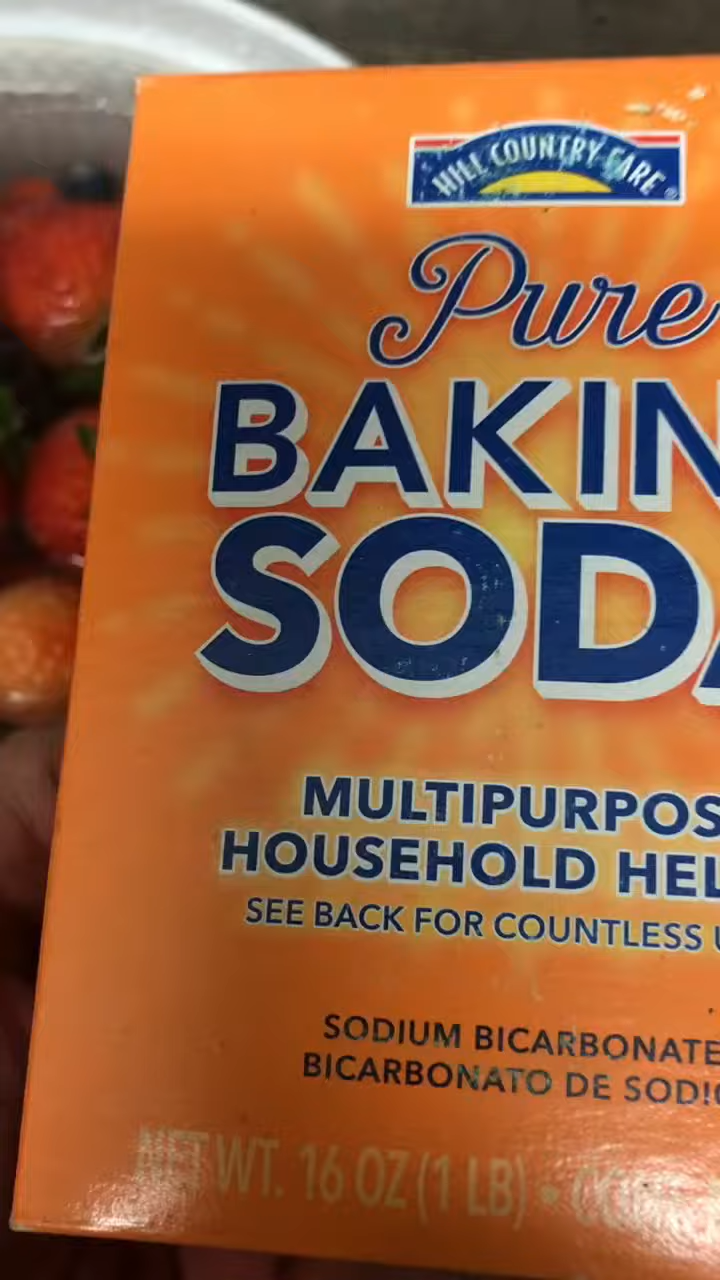 HILL COUNTRY FARE®
Pure
BAKIN
SODA
MULTIPURPOS
HOUSEHOLD HEL
SEE BACK FOR COUNTLESS U
SODIUM BICARBONATE
BICARBONATO DE SODIO
NET WT. 16 OZ (1 LB) •